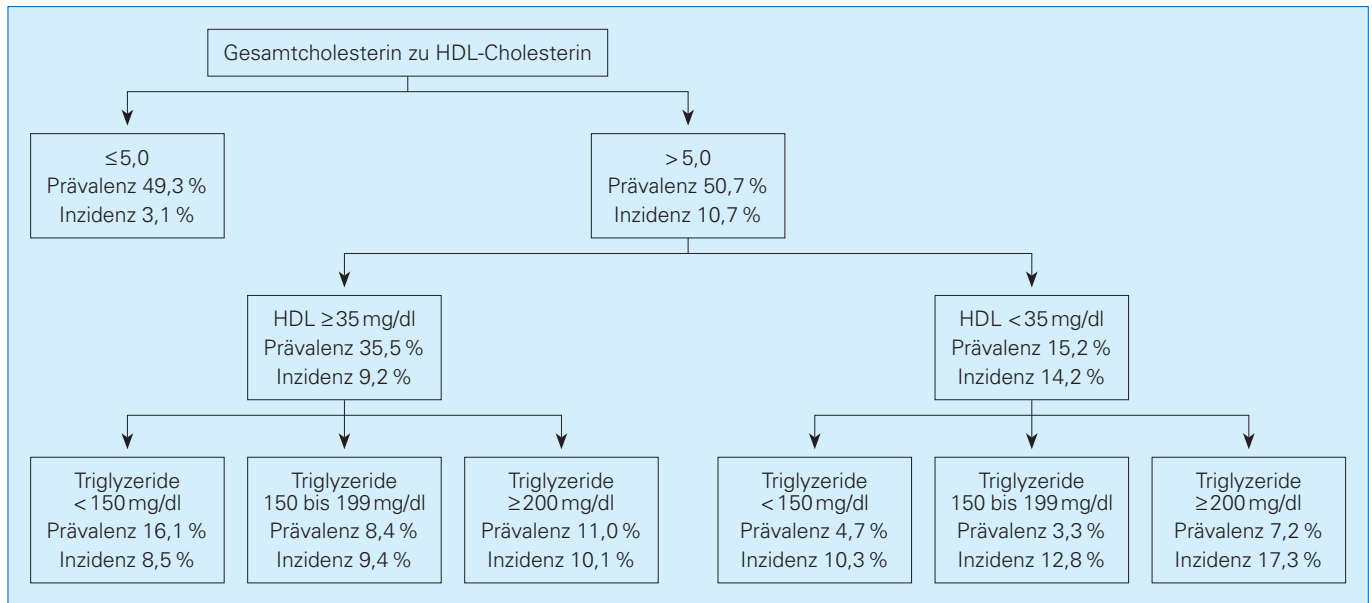 Gesamtcholesterin zu HDL-Cholesterin
≤5,0
Prävalenz 49,3 %
Inzidenz 3,1 %
>5,0
Prävalenz 50,7 %
Inzidenz 10,7 %
HDL ≥35 mg/dl
Prävalenz 35,5 %
Inzidenz 9,2 %
HDL <35 mg/dl
Prävalenz 15,2 %
Inzidenz 14,2 %
Triglyzeride
<150 mg/dl
Prävalenz 16,1 %
Inzidenz 8,5 %
Triglyzeride
150 bis 199 mg/dl
Prävalenz 8,4 %
Inzidenz 9,4 %
Triglyzeride
≥200 mg/dl
Prävalenz 11,0 %
Inzidenz 10,1 %
Triglyzeride
<150 mg/dl
Prävalenz 4,7 %
Inzidenz 10,3 %
Triglyzeride
150 bis 199 mg/dl
Prävalenz 3,3 %
Inzidenz 12,8 %
Triglyzeride
≥200 mg/dl
Prävalenz 7,2 %
Inzidenz 17,3 %